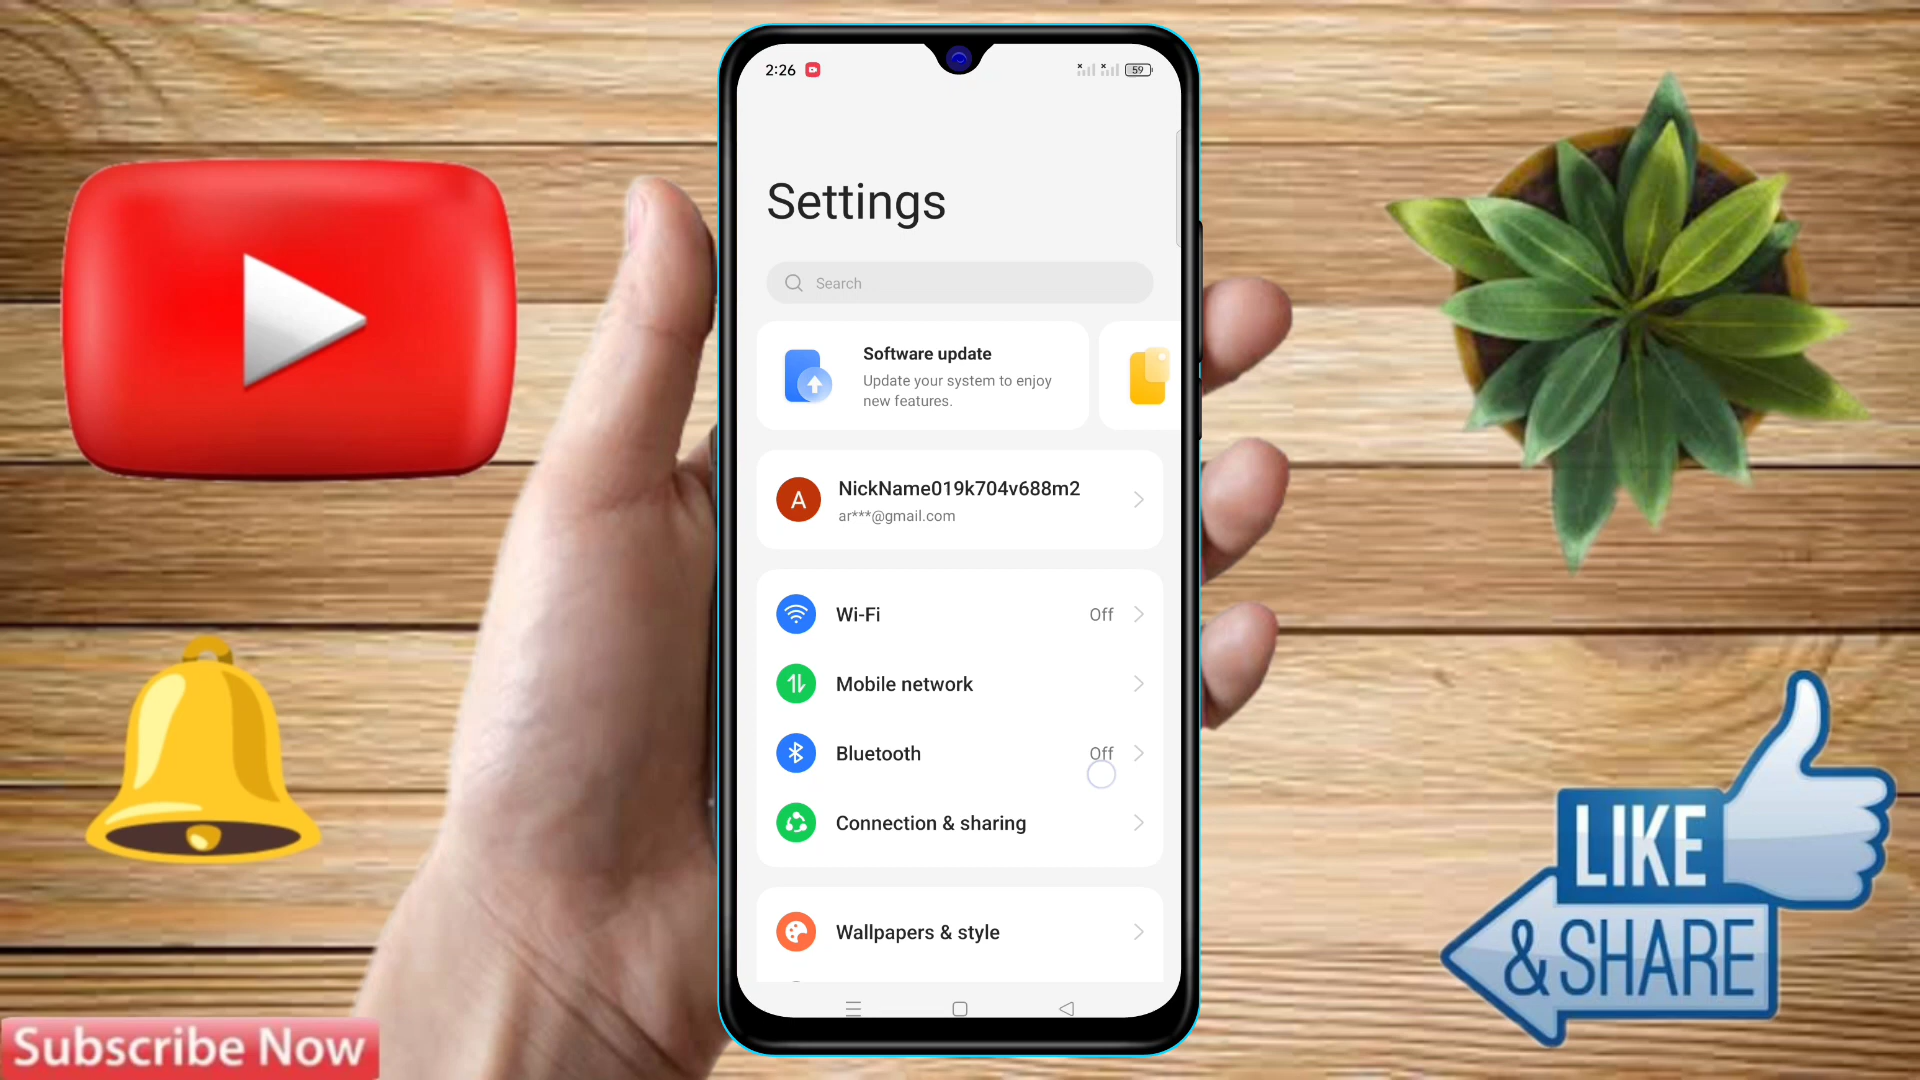 2:26
59
Settings
Search
Software update
Update your system to enjoy
new features.
A
NickName019k704v688m2
ar***@gmail.com
Wi-Fi
Off
Mobile network
Bluetooth
Off
Connection & sharing
Wallpapers & style
LIKE
& SHARE
Subscribe Now